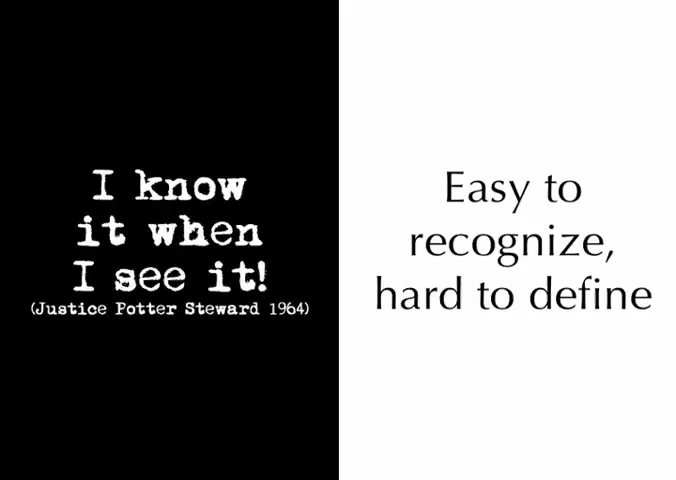 I know
it when
I see it!
(Justice Potter Steward 1964)
Easy to
recognize,
hard to define